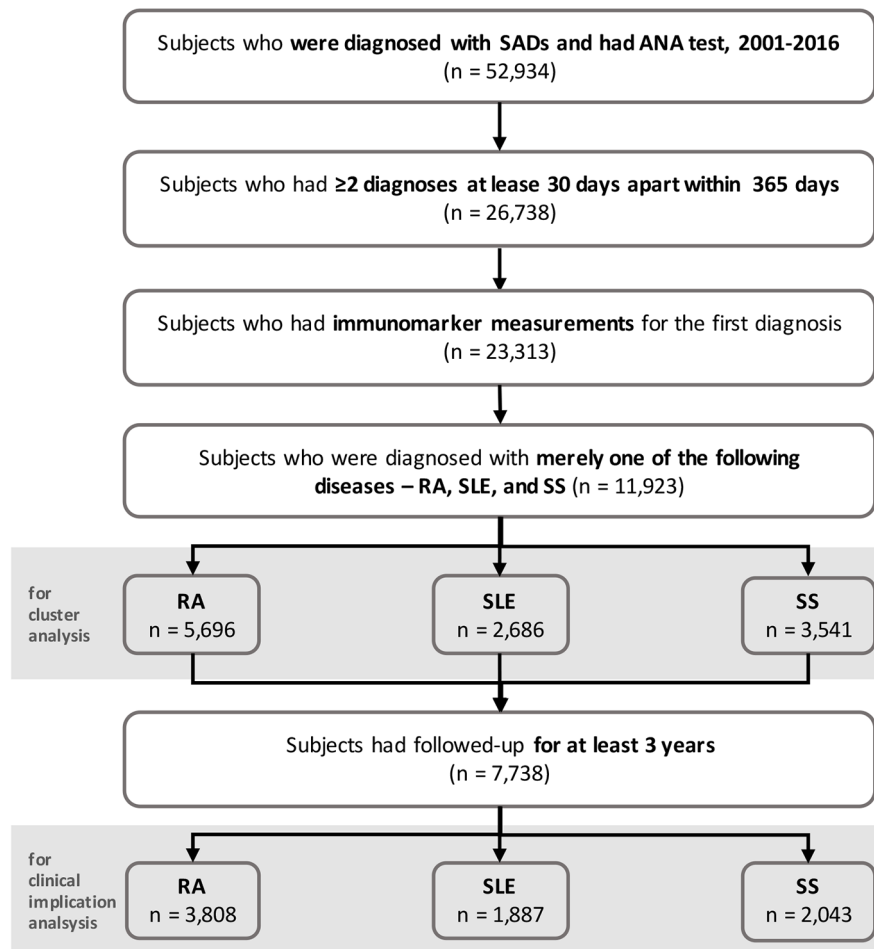 Subjects who were diagnosed with SADs and had ANA test, 2001-2016
(n = 52,934)
Subjects who had ≥2 diagnoses at lease 30 days apart within 365 days
(n = 26,738)
Subjects who had immunomarker measurements for the first diagnosis
(n = 23,313)
Subjects who were diagnosed with merely one of the following
diseases – RA, SLE, and SS (n = 11,923)
for
cluster
analysis
RA
n = 5,696
SLE
n = 2,686
SS
n = 3,541
Subjects had followed-up for at least 3 years
(n = 7,738)
for
clinical
implication
analsysis
RA
n = 3,808
SLE
n = 1,887
SS
n = 2,043